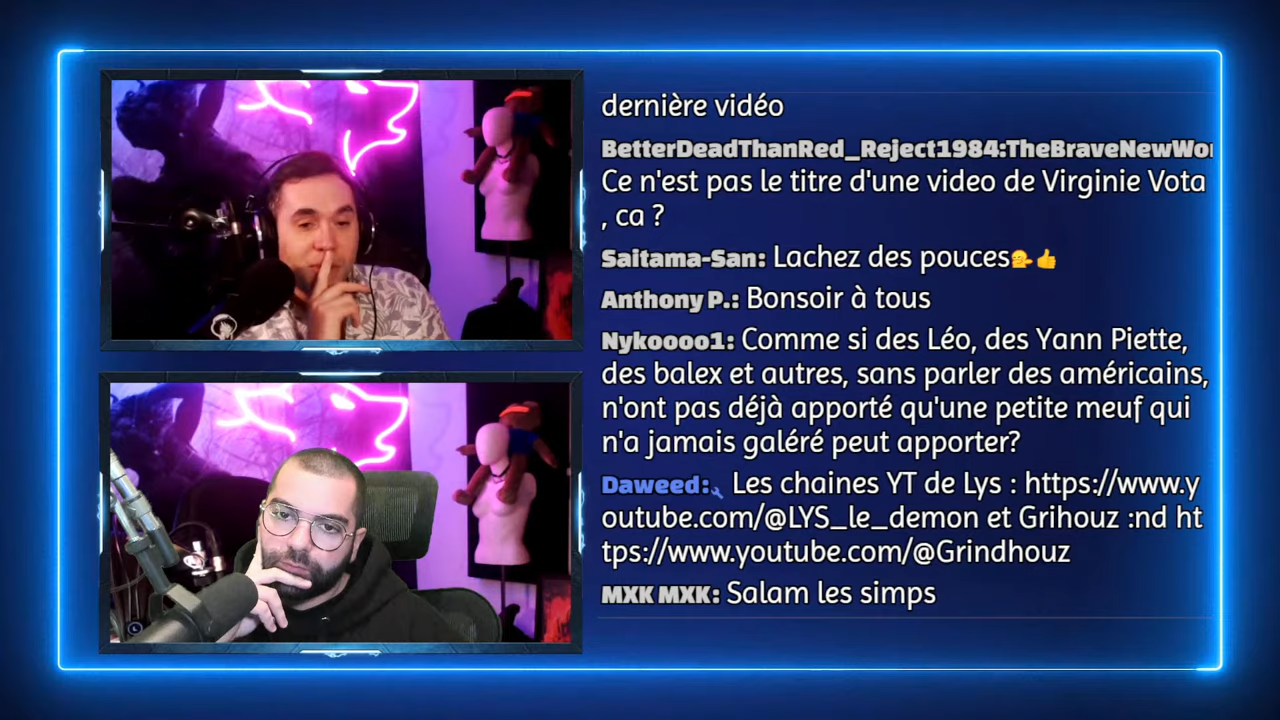 dernière vidéo
BetterDeadThanRed_Reject1984:TheBraveNewWor
Ce n'est pas le titre d'une video de Virginie Vota
, ca ?
Saitama-San: Lachez des pouces
Anthony P.: Bonsoir à tous
Nykoooo1: Comme si des Léo, des Yann Piette,
des balex et autres, sans parler des américains,
n'ont pas déjà apporté qu'une petite meuf qui
n'a jamais galéré peut apporter?
Daweed: Les chaines YT de Lys : https://www.y
outube.com/@LYS_le_demon et Grihouz :nd ht
tps://www.youtube.com/@Grindhouz
MXK MXK: Salam les simps